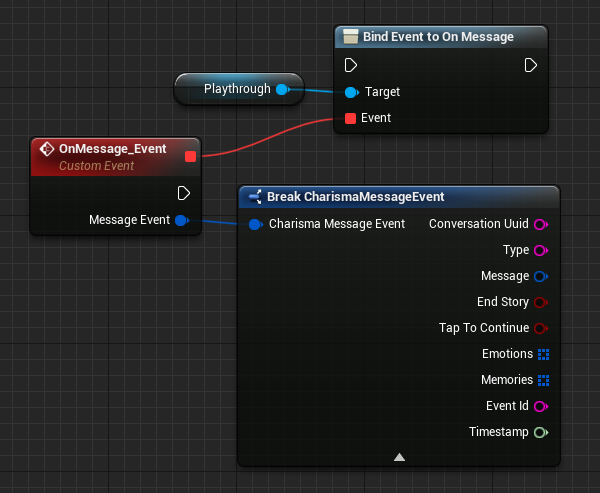 Bind Event to On Message
Playthrough
Target
Event
OnMessage_Event
Custom Event
Message Event
Break CharismaMessageEvent
Charisma Message Event
Conversation Uuid
Type
Message
End Story
Tap To Continue
Emotions
Memories
Event Id
Timestamp